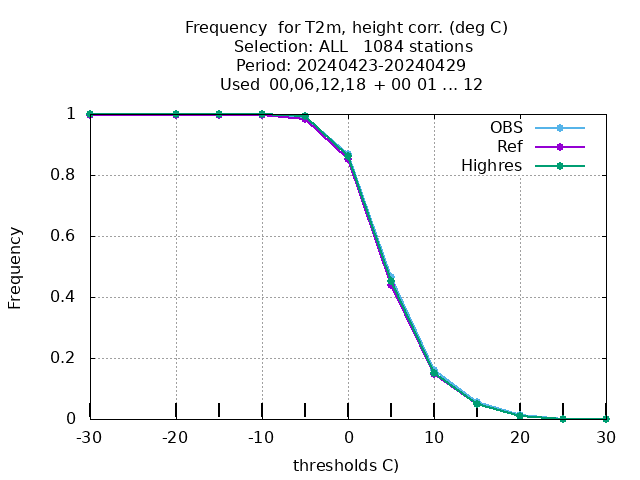 Frequency  for T2m, height corr. (deg C)
Selection: ALL   1084 stations
Period: 20240423-20240429
Used 00,06,12,18 + 00 01 ... 12
OBS
Ref
Highres
Frequency
1
0.8
0.6
0.4
0.2
0
-30
-20
-10
0
10
20
30
thresholds C)